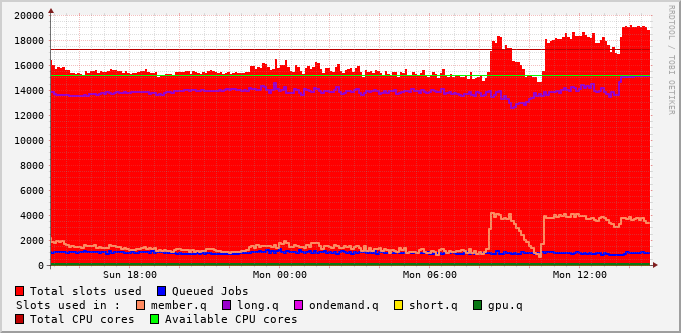 20000
18000
16000
14000
12000
10000
8000
6000
4000
2000
0
Sun 18:00 Mon 00:00 Mon 06:00 Mon 12:00
RRDTOOL / TOBI OETIKER
Total slots used Queued Jobs
Slots used in : member.q long.q ondemand.q short.q gpu.q
Total CPU cores Available CPU cores